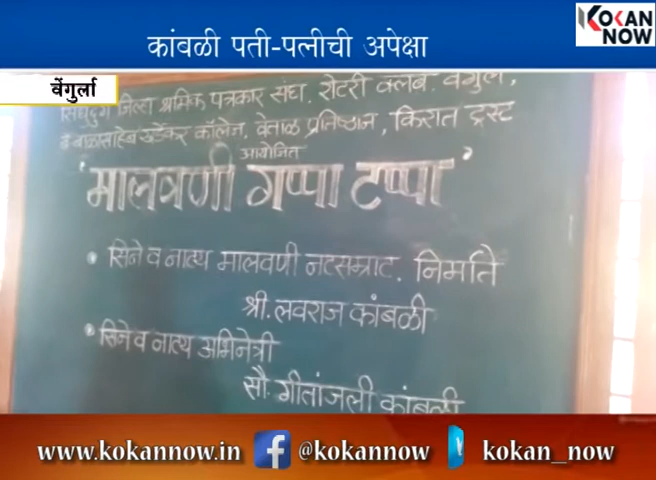 KOKAN NOW
कांबळी पती-पत्नीची अपेक्षा
वेंगुर्ला
सिंधुदुर्ग जिल्हा श्रमिक पत्रकार संघ, रोटरी क्लब, वेंगुर्ला,
बॅ बाळासाहेब खर्डेकर कॉलेज, वेताळ प्रतिष्ठान, किरात ट्रस्ट
आयोजित
'मालवणी गप्पा टप्पा'
• सिने व नाट्य मालवणी नटसम्राट, निर्माते
श्री. लवराज कांबळी
• सिने व नाट्य अभिनेत्री
सौ. गीतांजली कांबळी
www.kokannow.in @kokannow kokan_now